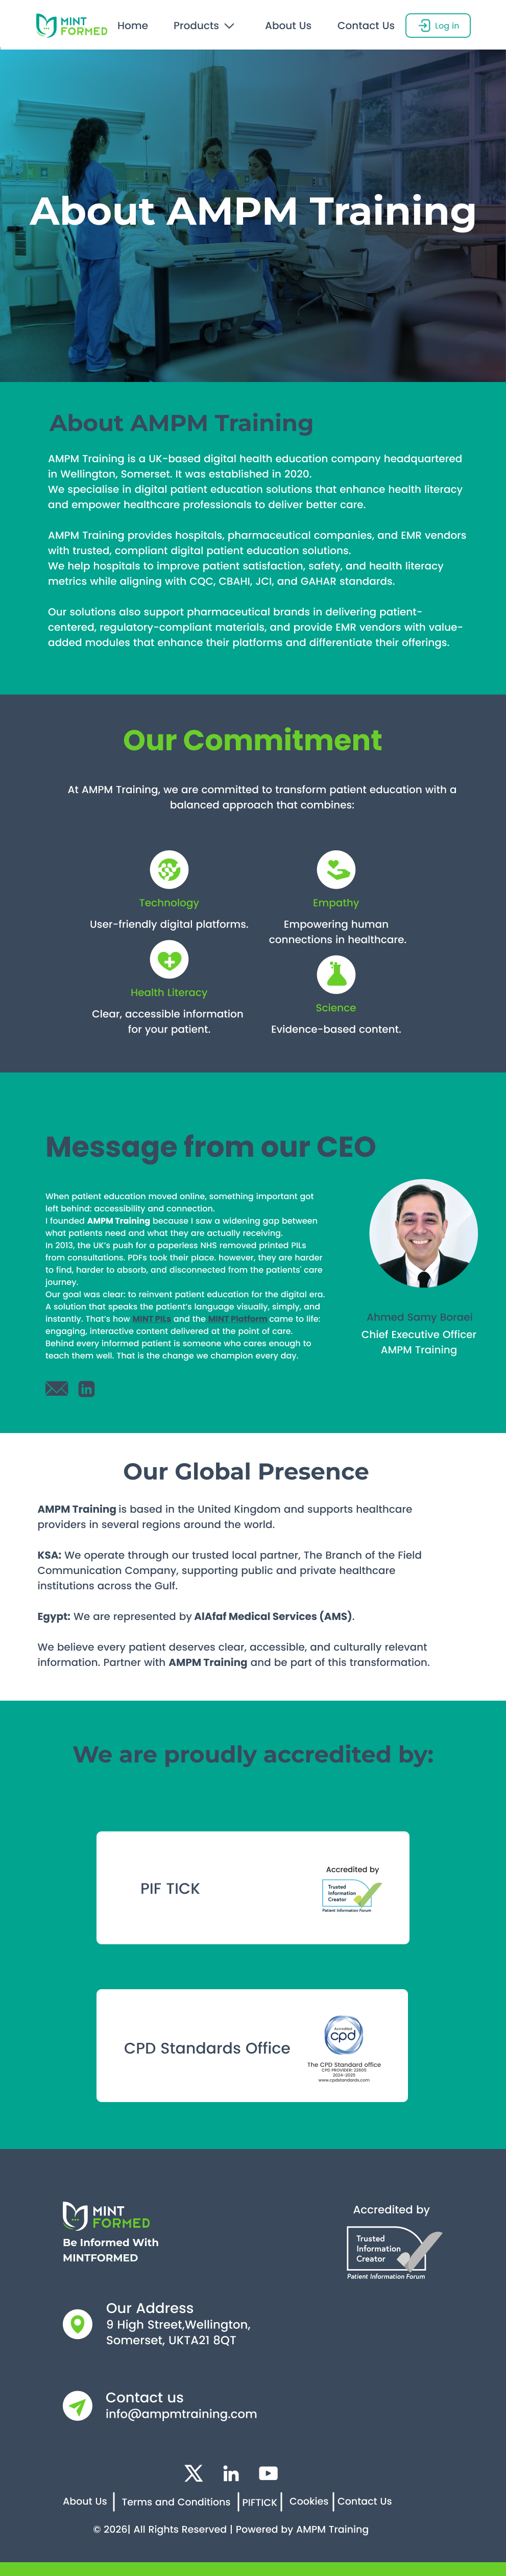 MINT
FORMED
Home
Products
About Us
Contact Us
Log in
About AMPM Training
About AMPM Training
AMPM Training is a UK-based digital health education company headquartered
in Wellington, Somerset. It was established in 2020.
We specialise in digital patient education solutions that enhance health literacy
and empower healthcare professionals to deliver better care.
AMPM Training provides hospitals, pharmaceutical companies, and EMR vendors
with trusted, compliant digital patient education solutions.
We help hospitals to improve patient satisfaction, safety, and health literacy
metrics while aligning with CQC, CBAHI, JCI, and GAHAR standards.
Our solutions also support pharmaceutical brands in delivering patient-
centered, regulatory-compliant materials, and provide EMR vendors with value-
added modules that enhance their platforms and differentiate their offerings.
Our Commitment
At AMPM Training, we are committed to transform patient education with a
balanced approach that combines:
Technology
User-friendly digital platforms.
Empathy
Empowering human
connections in healthcare.
Health Literacy
Clear, accessible information
for your patient.
Science
Evidence-based content.
Message from our CEO
When patient education moved online, something important got
left behind: accessibility and connection.
I founded AMPM Training because I saw a widening gap between
what patients need and what they are actually receiving.
In 2013, the UK's push for a paperless NHS removed printed PILs
from consultations. PDFs took their place. however, they are harder
to find, harder to absorb, and disconnected from the patients' care
journey.
Our goal was clear: to reinvent patient education for the digital era.
A solution that speaks the patient's language visually, simply, and
instantly. That's how MINT PILs and the MINT Platform came to life:
engaging, interactive content delivered at the point of care.
Behind every informed patient is someone who cares enough to
teach them well. That is the change we champion every day.
Ahmed Samy Boraei
Chief Executive Officer
AMPM Training
in
Our Global Presence
AMPM Training is based in the United Kingdom and supports healthcare
providers in several regions around the world.
KSA: We operate through our trusted local partner, The Branch of the Field
Communication Company, supporting public and private healthcare
institutions across the Gulf.
Egypt: We are represented by AlAfaf Medical Services (AMS).
We believe every patient deserves clear, accessible, and culturally relevant
information. Partner with AMPM Training and be part of this transformation.
We are proudly accredited by:
PIF TICK
Accredited by
Trusted
Information
Creator
Patient Information Forum
CPD Standards Office
Accredited
cpd
The CPD Standard office
CPD PROVIDER: 22605
2024-2025
www.cpdstandards.com
MINT
FORMED
Be Informed With
MINTFORMED
Accredited by
Trusted
Information
Creator
Patient Information Forum
Our Address
9 High Street,Wellington,
Somerset, UKTA21 8QT
Contact us
info@ampmtraining.com
X
in
About Us
Terms and Conditions
PIFTICK
Cookies
Contact Us
© 2026| All Rights Reserved | Powered by AMPM Training